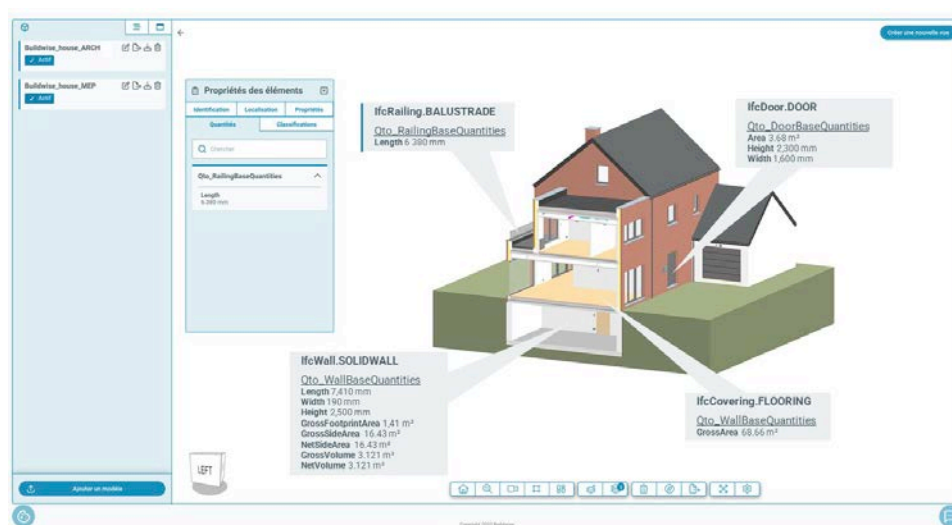 Créer une nouvelle vue
Buildwise_house_ARCH
Actif
Buildwise_house_MEP
Actif
Propriétés des éléments
Identification Localisation Propriétés
Quantités Classifications
Chercher
Qto_RailingBaseQuantities
Length
6 380 mm
IfcRailing.BALUSTRADE
Qto_RailingBaseQuantities
Length 6 380 mm
IfcDoor.DOOR
Qto_DoorBaseQuantities
Area 3.68 m²
Height 2,300 mm
Width 1,600 mm
IfcWall.SOLIDWALL
Qto_WallBaseQuantities
Length 7,410 mm
Width 190 mm
Height 2,500 mm
GrossFootprintArea 1,41 m²
GrossSideArea 16.43 m²
NetSideArea 16.43 m²
GrossVolume 3.121 m³
NetVolume 3.121 m³
IfcCovering.FLOORING
Qto_WallBaseQuantities
GrossArea 68.66 m²
LEFT
Ajouter un modèle